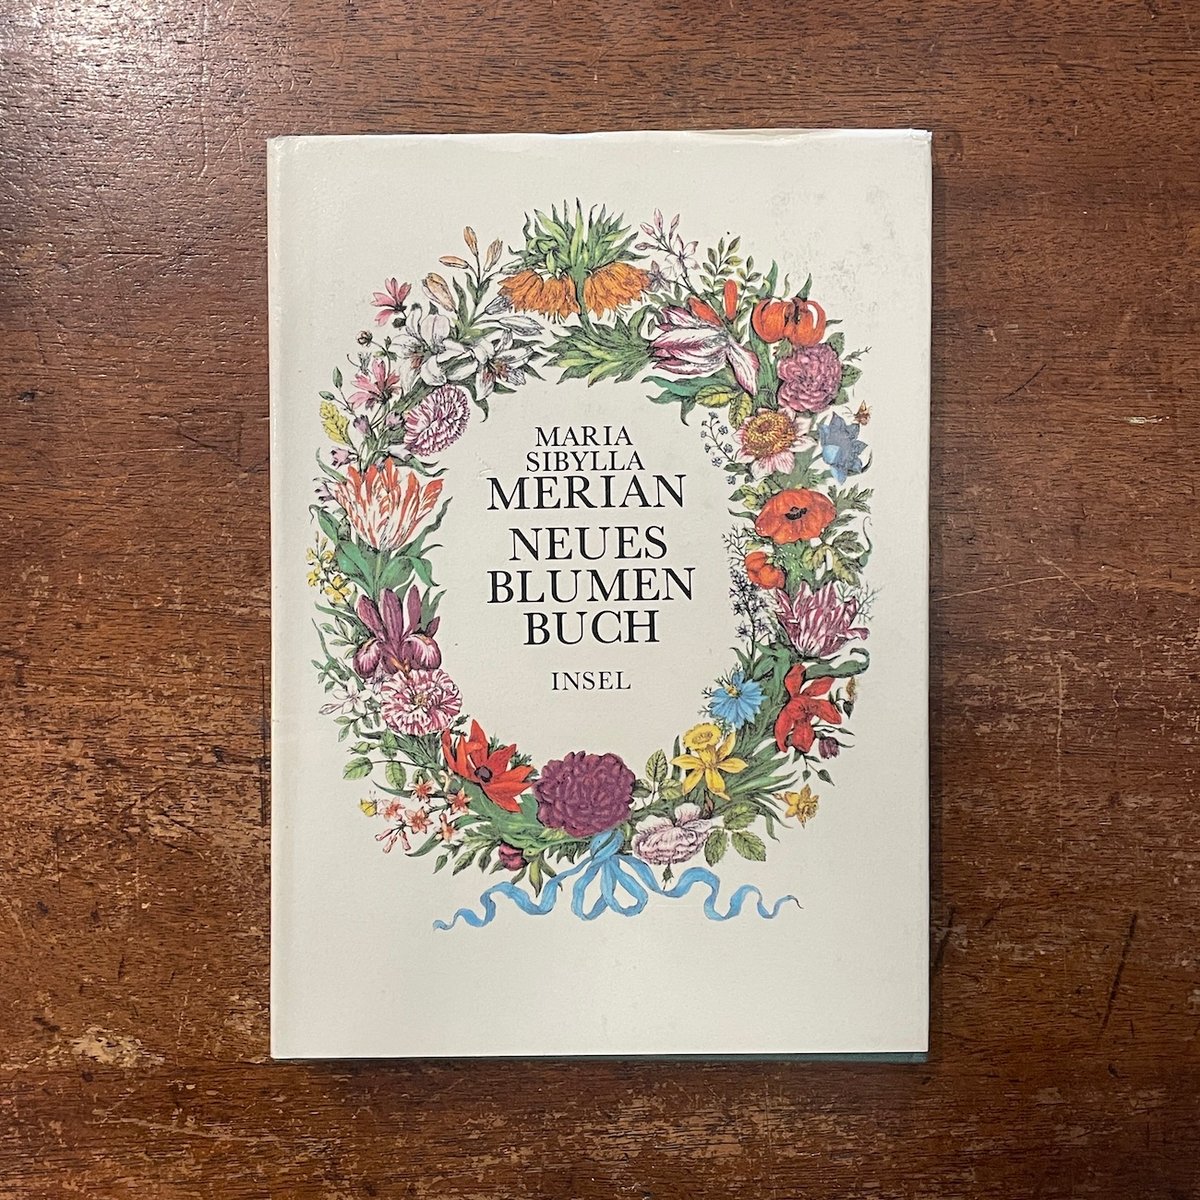 MARIA
SIBYLLA
MERIAN
NEUES
BLUMEN
BUCH
INSEL